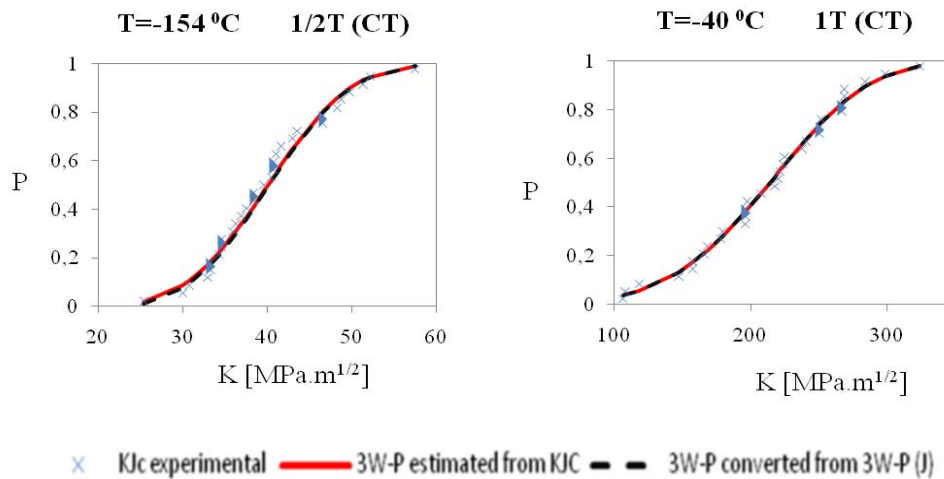 T=-154 ⁰C 1/2T (CT)
T=-40 ⁰C 1T (CT)
1
0,8
0,6
0,4
0,2
0
P
20 30 40 50 60
K [MPa.m¹/²]
1
0,8
0,6
0,4
0,2
0
P
100 200 300
K [MPa.m¹/²]
KJc experimental 3W-P estimated from KJC 3W-P converted from 3W-P (J)